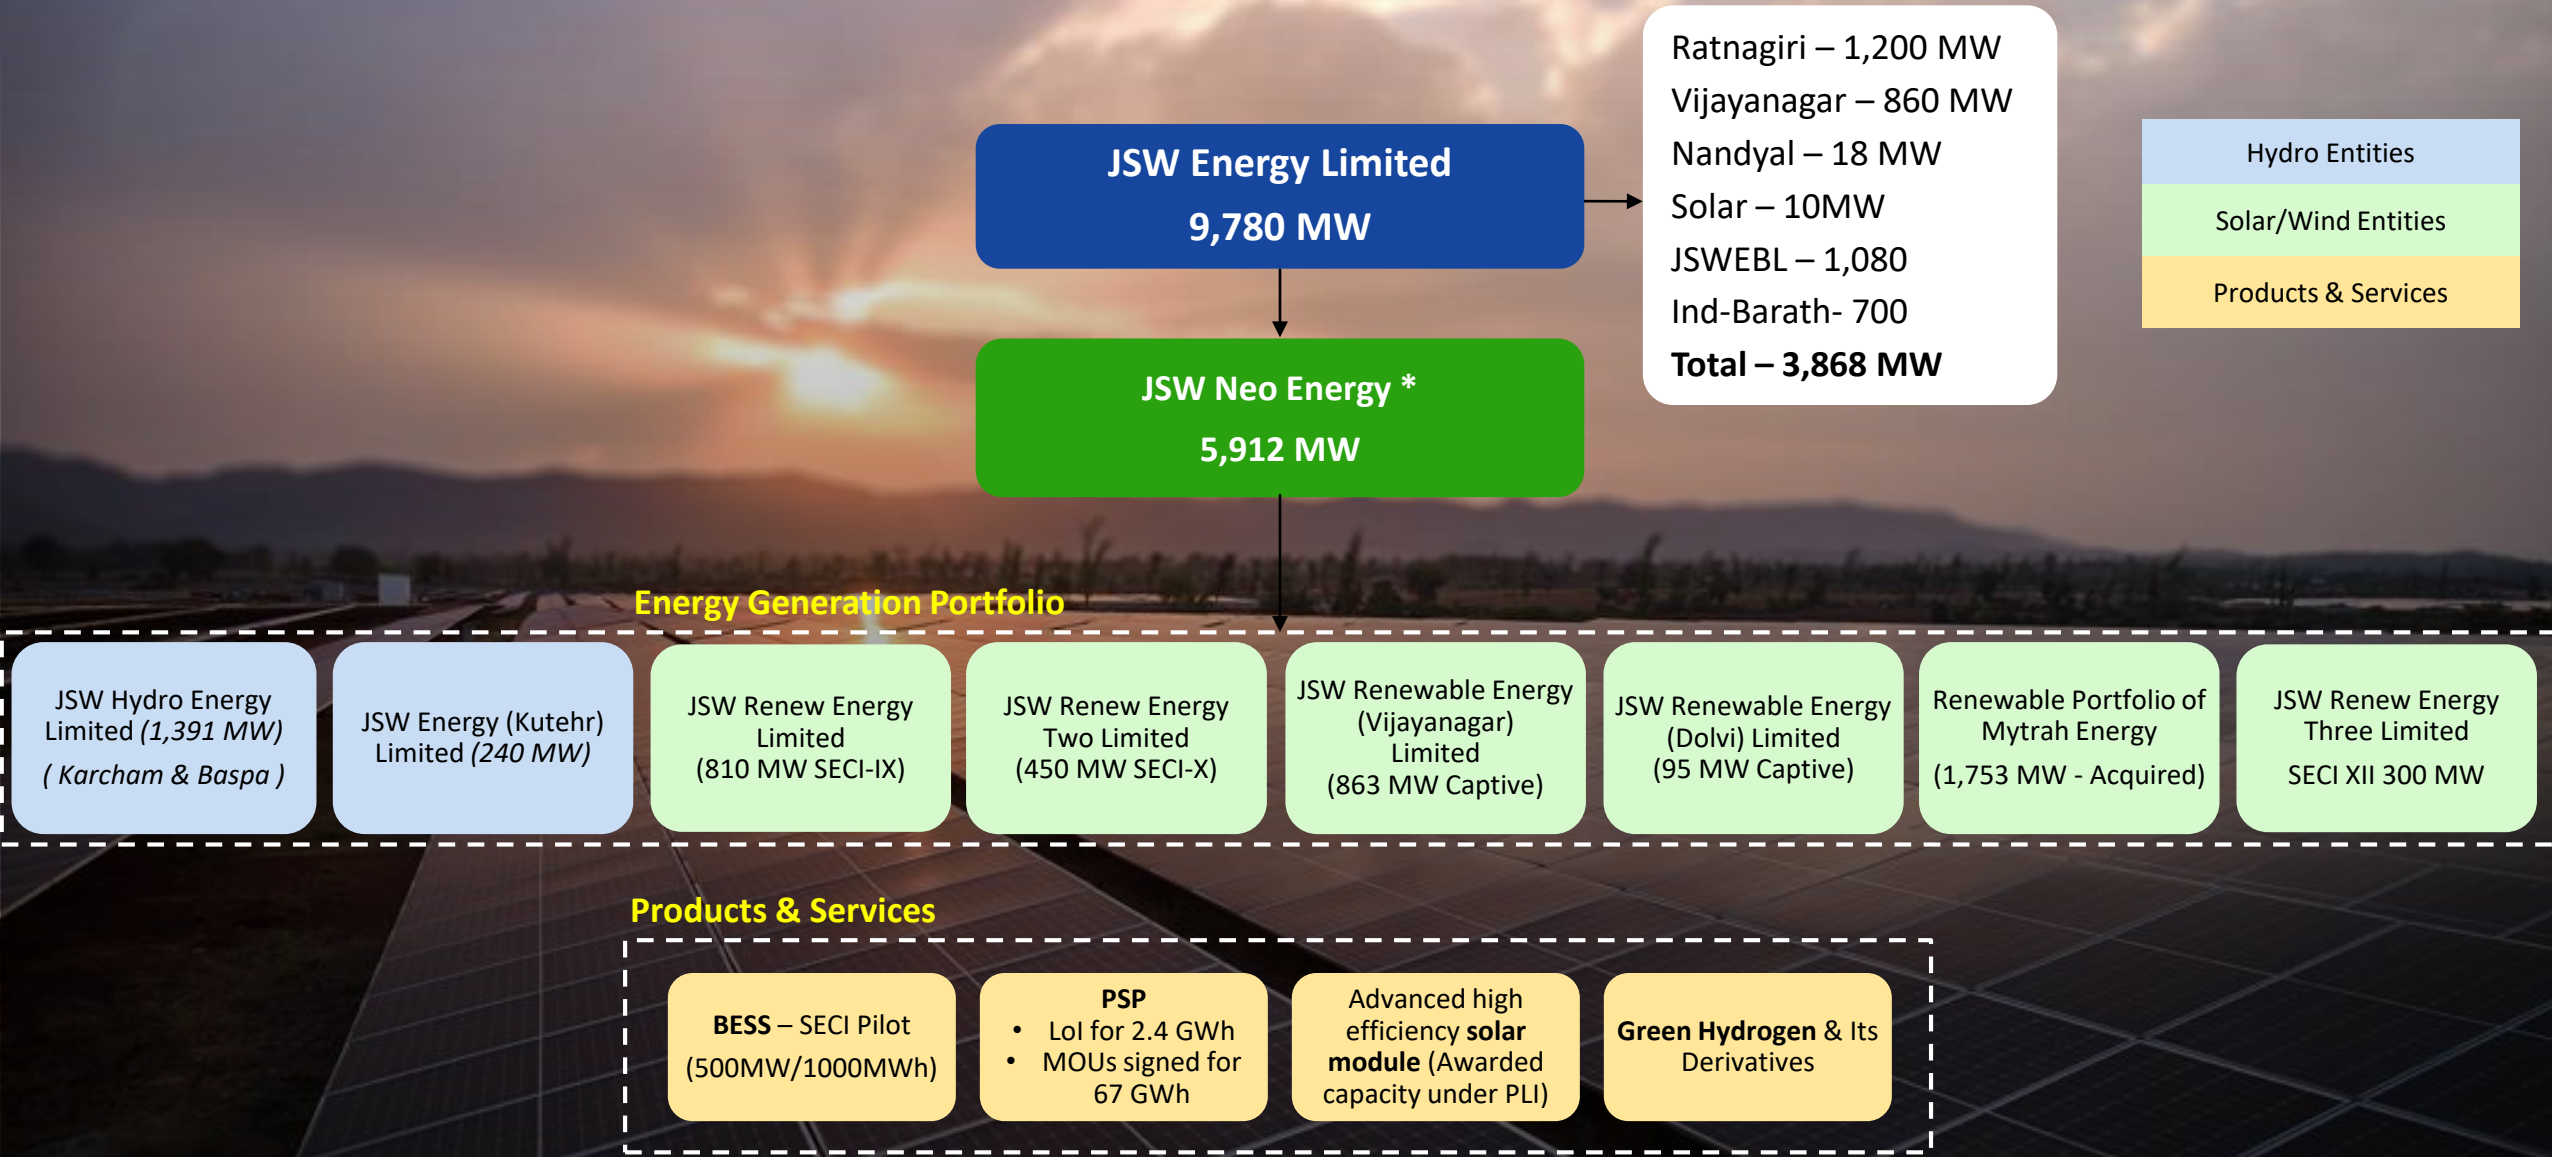 JSW Energy Limited
9,780 MW
Ratnagiri – 1,200 MW
Vijayanagar – 860 MW
Nandyal – 18 MW
Solar – 10MW
JSWEBL – 1,080
Ind-Barath- 700
Total – 3,868 MW
Hydro Entities
Solar/Wind Entities
Products & Services
JSW Neo Energy *
5,912 MW
Energy Generation Portfolio
JSW Hydro Energy
Limited (1,391 MW)
( Karcham & Baspa )
JSW Energy (Kutehr)
Limited (240 MW)
JSW Renew Energy
Limited
(810 MW SECI-IX)
JSW Renew Energy
Two Limited
(450 MW SECI-X)
JSW Renewable Energy
(Vijayanagar)
Limited
(863 MW Captive)
JSW Renewable Energy
(Dolvi) Limited
(95 MW Captive)
Renewable Portfolio of
Mytrah Energy
(1,753 MW - Acquired)
JSW Renew Energy
Three Limited
SECI XII 300 MW
Products & Services
BESS – SECI Pilot
(500MW/1000MWh)
PSP
• LoI for 2.4 GWh
• MOUs signed for
67 GWh
Advanced high
efficiency solar
module (Awarded
capacity under PLI)
Green Hydrogen & Its
Derivatives